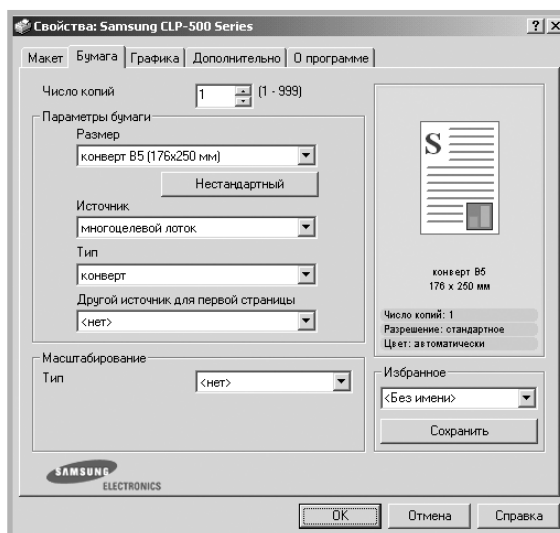 Свойства: Samsung CLP-500 Series
Макет Бумага Графика Дополнительно О программе
Число копий 1 (1 - 999)
Параметры бумаги
Размер
конверт B5 (176x250 мм)
Нестандартный
Источник
многоцелевой лоток
Тип
конверт
Другой источник для первой страницы
<нет>
S
конверт B5
176 x 250 мм
Число копий: 1
Разрешение: стандартное
Цвет: автоматически
Масштабирование
Тип <нет>
Избранное
<Без имени>
Сохранить
SAMSUNG
ELECTRONICS
OK Отмена Справка